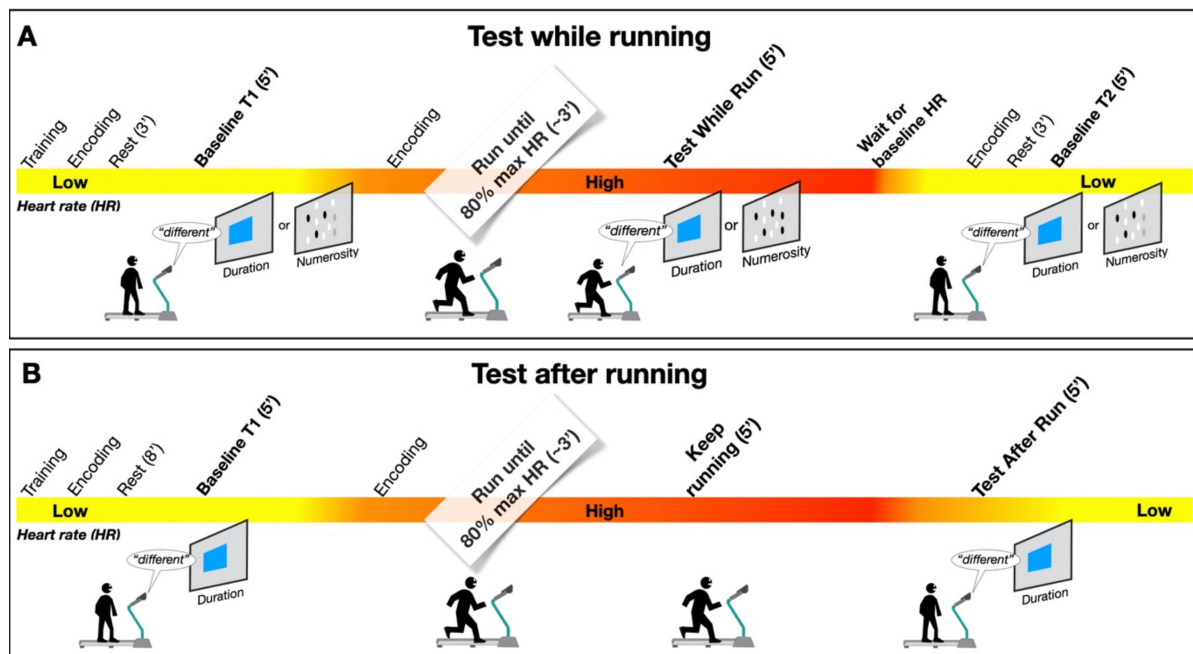 A
Test while running
Training
Encoding
Rest (3’)
Baseline T1 (5’)
Encoding
Run until
80% max HR (~3’)
Test While Run (5’)
Wait for
baseline HR
Encoding
Rest (3’)
Baseline T2 (5’)
Low
High
Low
Heart rate (HR)
“different”
or
Duration
Numerosity
“different”
or
Duration
Numerosity
“different”
or
Duration
Numerosity
B
Test after running
Training
Encoding
Rest (8’)
Baseline T1 (5’)
Encoding
Run until
80% max HR (~3’)
Keep
running (5’)
Test After Run (5’)
Low
High
Low
Heart rate (HR)
“different”
Duration
“different”
Duration